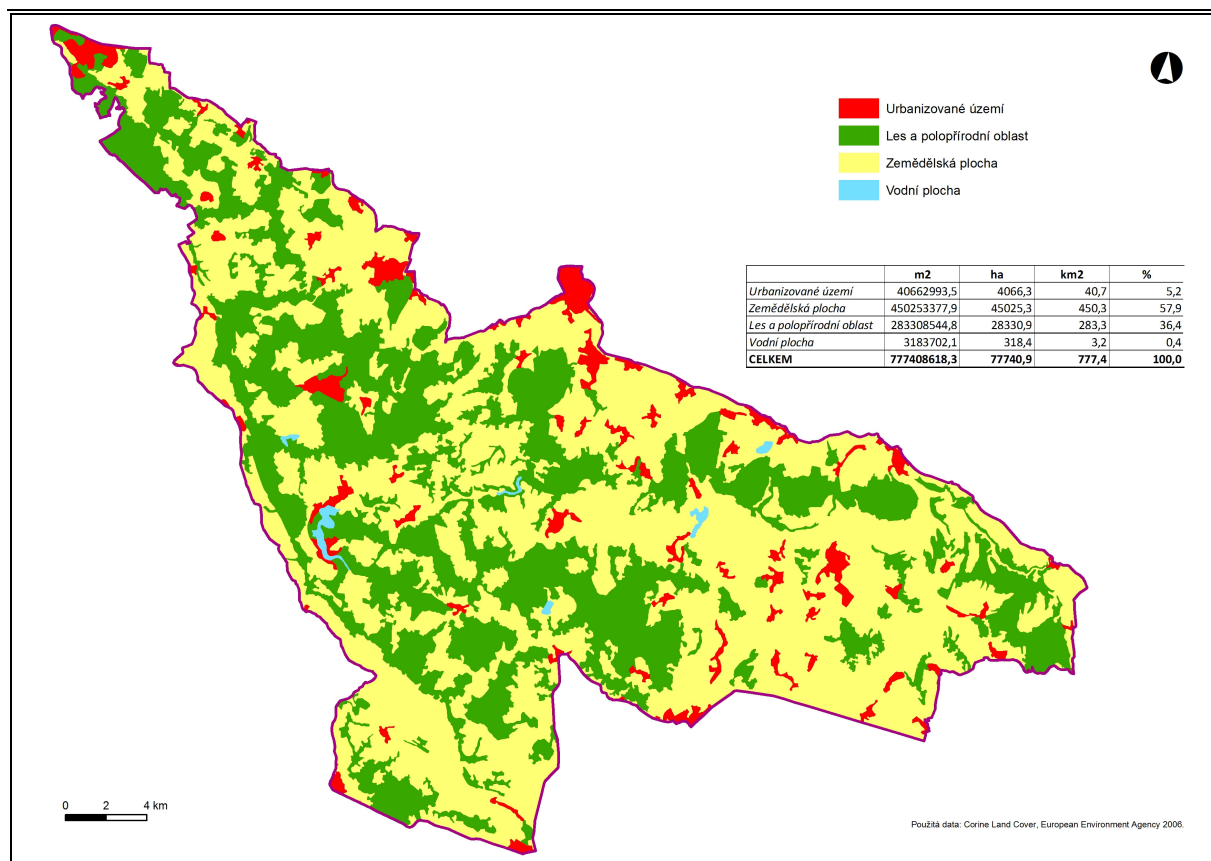 Urbanizované území
Les a polopřírodní oblast
Zemědělská plocha
Vodní plocha
m2 ha km2 %
Urbanizované území 40662993,5 4066,3 40,7 5,2
Zemědělská plocha 450253377,9 45025,3 450,3 57,9
Les a polopřírodní oblast 283308544,8 28330,9 283,3 36,4
Vodní plocha 3183702,1 318,4 3,2 0,4
CELKEM 777408618,3 77740,9 777,4 100,0
0 2 4 km
Použitá data: Corine Land Cover, European Environment Agency 2006.